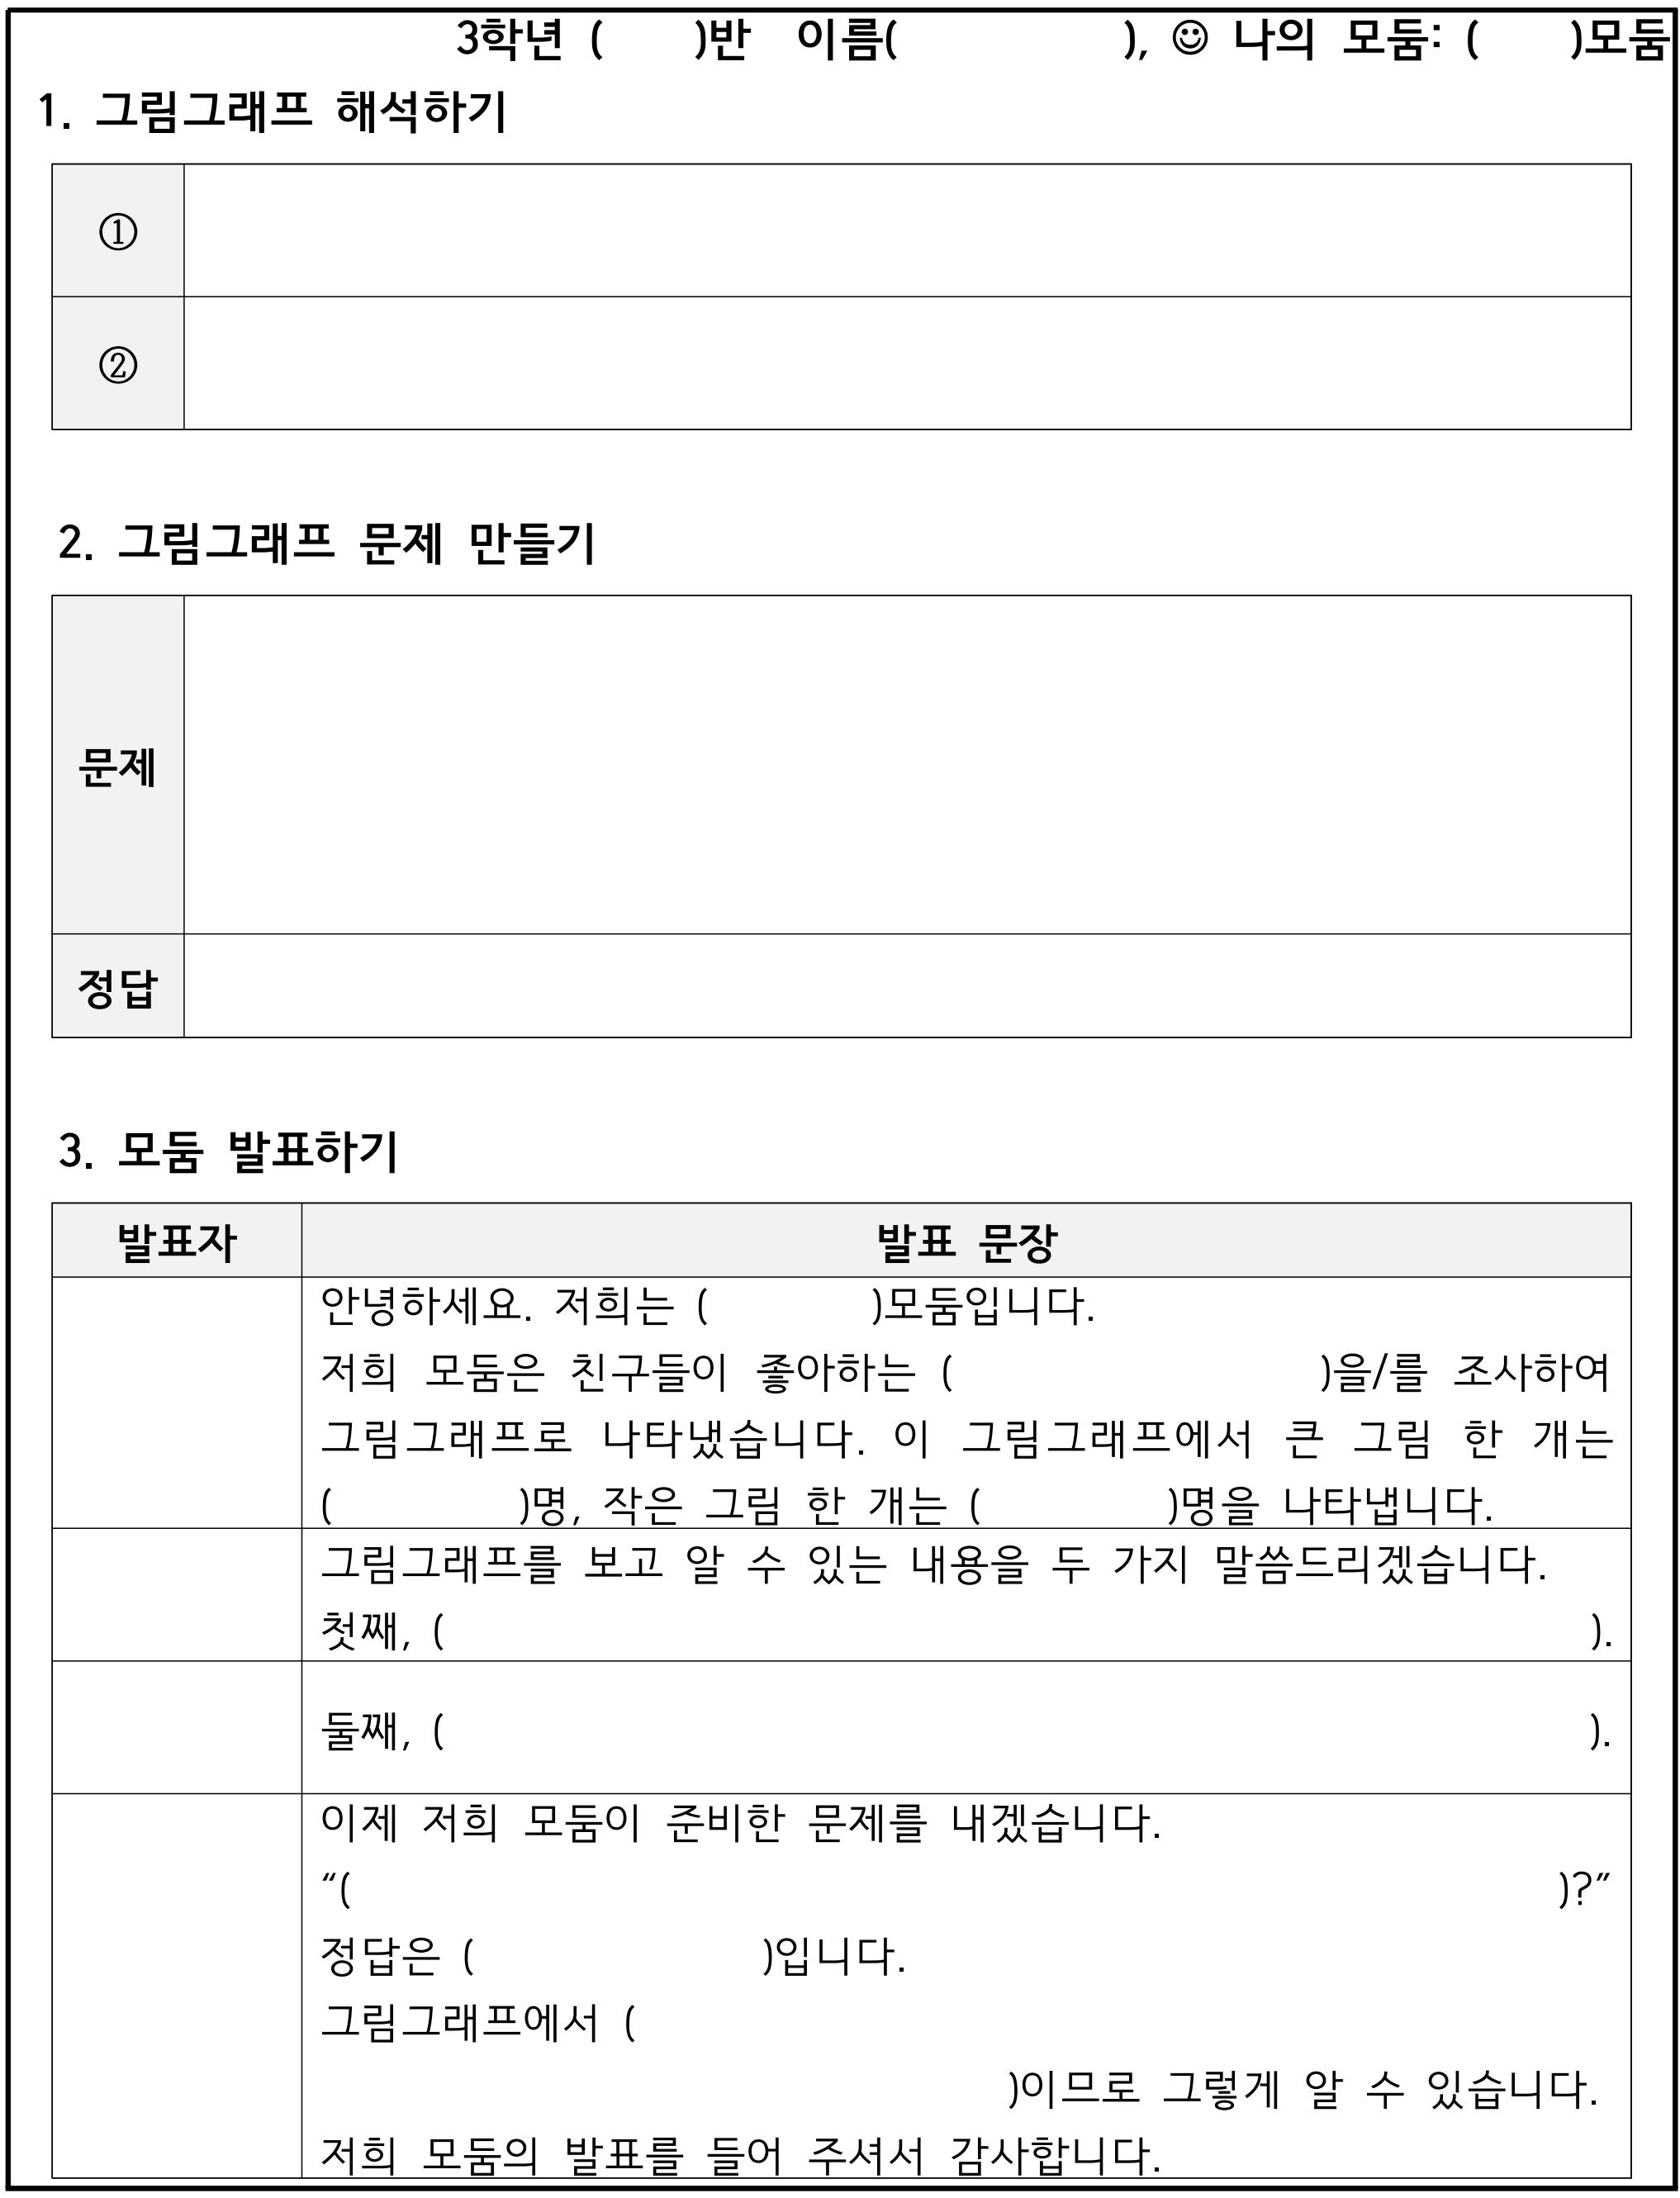 3학년 (    )반  이름(          ), ☺ 나의 모둠: (    )모둠
1. 그림그래프 해석하기
①
②
2. 그림그래프 문제 만들기
문제
정답
3. 모둠 발표하기
발표자 발표 문장
안녕하세요. 저희는 (       )모둠입니다.
저희 모둠은 친구들이 좋아하는 (                )을/를 조사하여
그림그래프로 나타냈습니다. 이 그림그래프에서 큰 그림 한 개는
(        )명, 작은 그림 한 개는 (        )명을 나타냅니다.
그림그래프를 보고 알 수 있는 내용을 두 가지 말씀드리겠습니다.
첫째, (                                                  ).
둘째, (                                                  ).
이제 저희 모둠이 준비한 문제를 내겠습니다.
“(                                                    )?”
정답은 (            )입니다.
그림그래프에서 (
)이므로 그렇게 알 수 있습니다.
저희 모둠의 발표를 들어 주셔서 감사합니다.